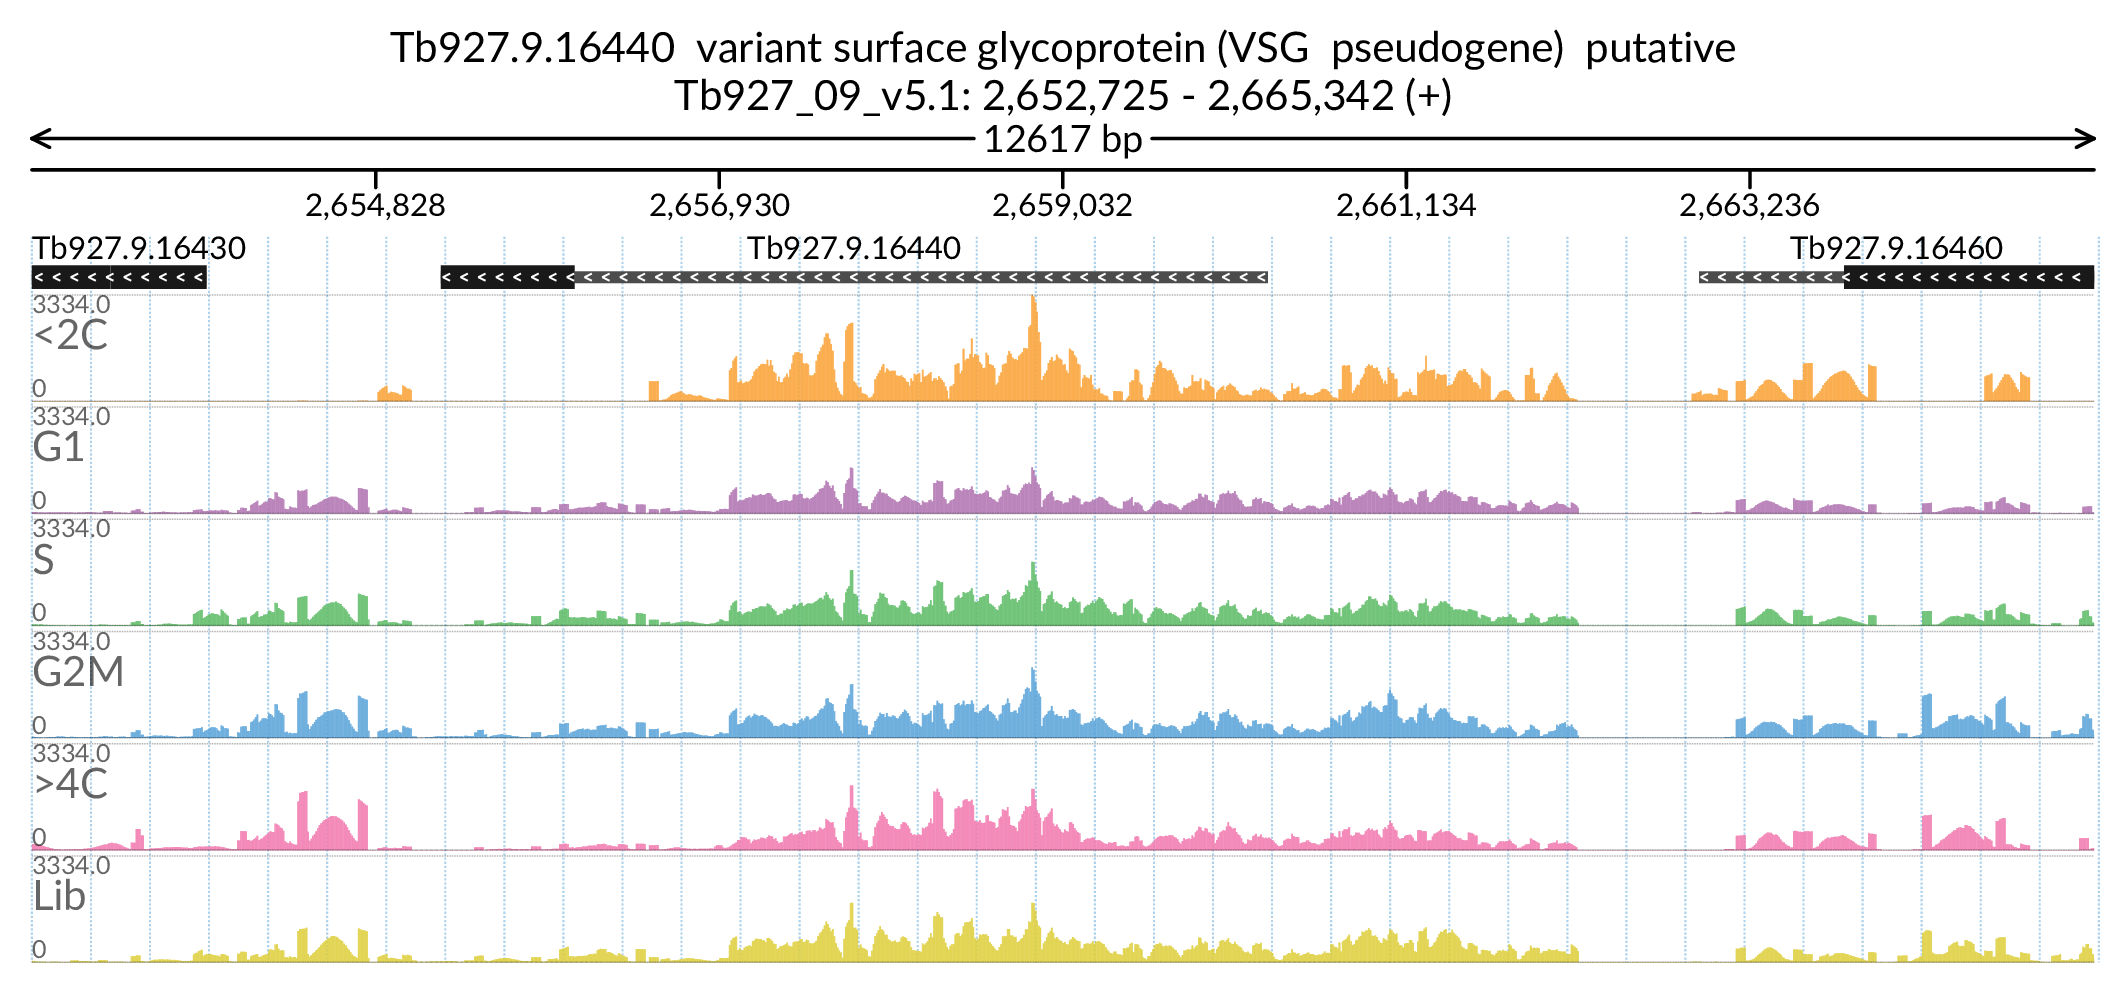 Tb927.9.16440  variant surface glycoprotein (VSG  pseudogene)  putative
Tb927_09_v5.1: 2,652,725 - 2,665,342 (+)
12617 bp
2,654,828 2,656,930 2,659,032 2,661,134 2,663,236
Tb927.9.16430 Tb927.9.16440 Tb927.9.16460
3334.0
<2C
0
3334.0
G1
0
3334.0
S
0
3334.0
G2M
0
3334.0
>4C
0
3334.0
Lib
0